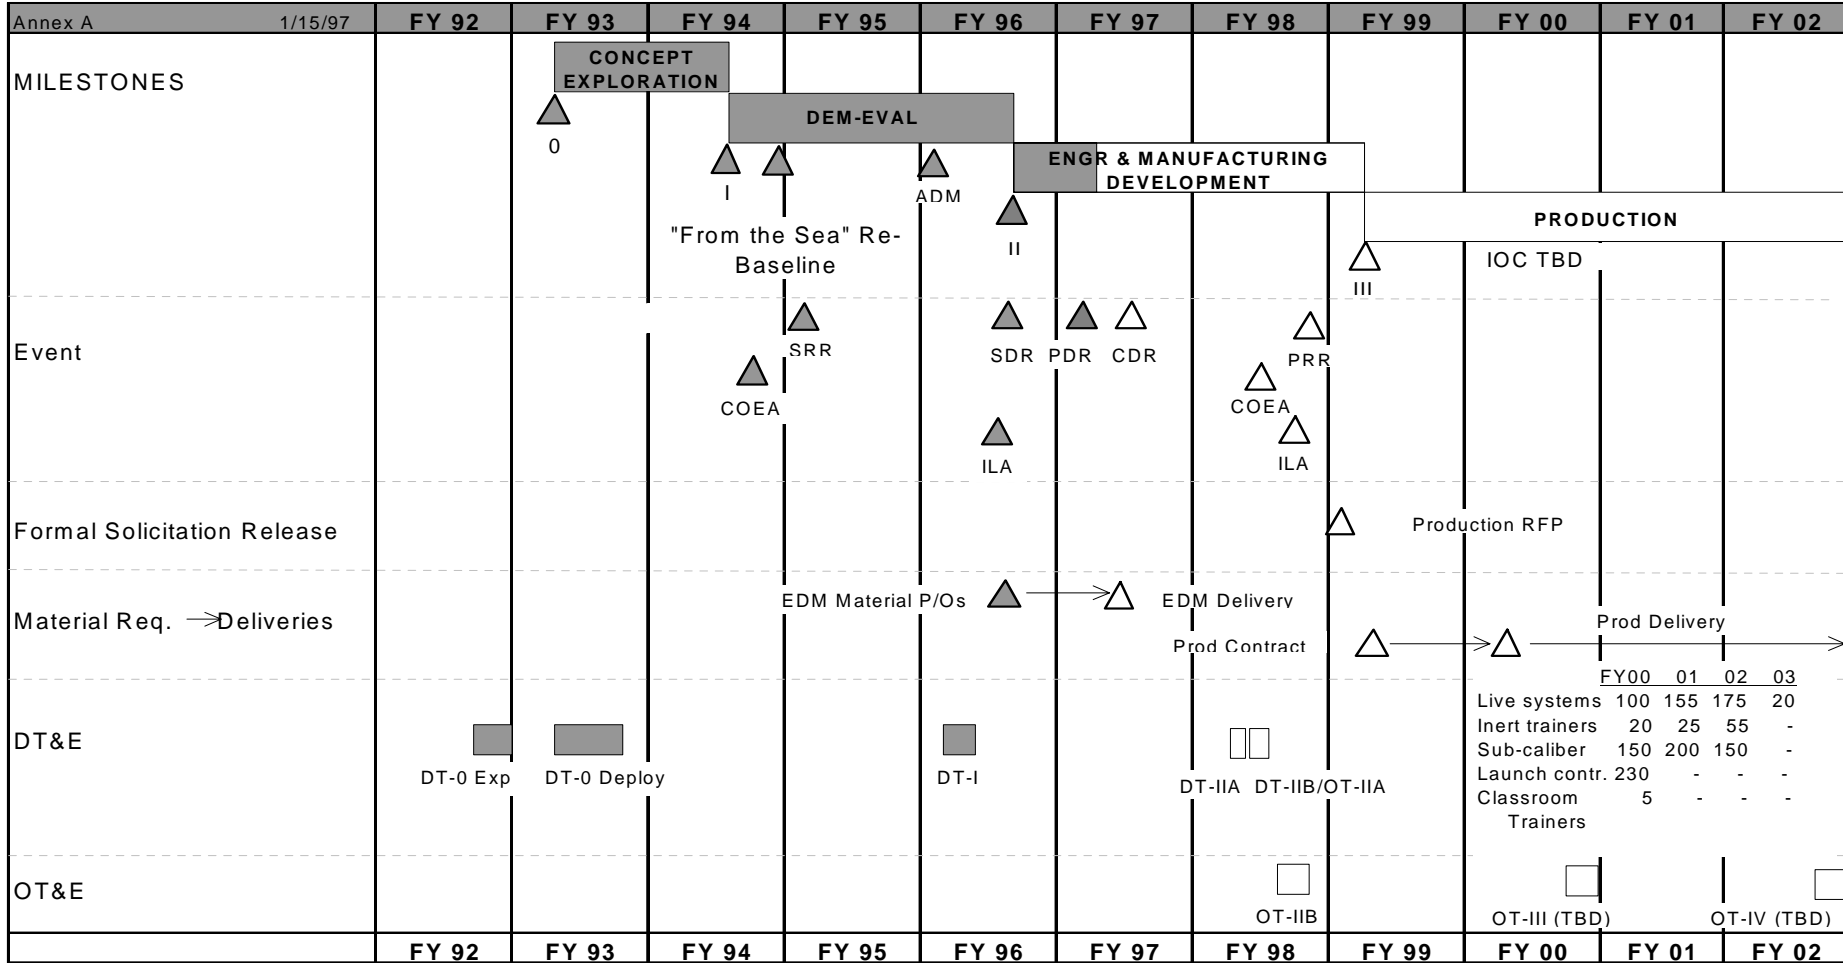 Annex A 1/15/97 FY 92 FY 93 FY 94 FY 95 FY 96 FY 97 FY 98 FY 99 FY 00 FY 01 FY 02
MILESTONES
CONCEPT
EXPLORATION
0
DEM-EVAL
I
ADM
"From the Sea" Re-
Baseline
ENGR & MANUFACTURING
DEVELOPMENT
II
PRODUCTION
IOC TBD
III
Event
SRR
SDR PDR CDR
PRR
COEA
COEA
ILA
ILA
Formal Solicitation Release
Production RFP
Material Req. Deliveries
EDM Material P/Os
EDM Delivery
Prod Contract
Prod Delivery
FY00 01 02 03
Live systems 100 155 175 20
Inert trainers 20 25 55 -
Sub-caliber 150 200 150 -
Launch contr. 230 - - -
Classroom 5 - - -
Trainers
DT&E
DT-0 Exp DT-0 Deploy
DT-I
DT-IIA DT-IIB/OT-IIA
OT&E
OT-IIB
OT-III (TBD)
OT-IV (TBD)
FY 92 FY 93 FY 94 FY 95 FY 96 FY 97 FY 98 FY 99 FY 00 FY 01 FY 02